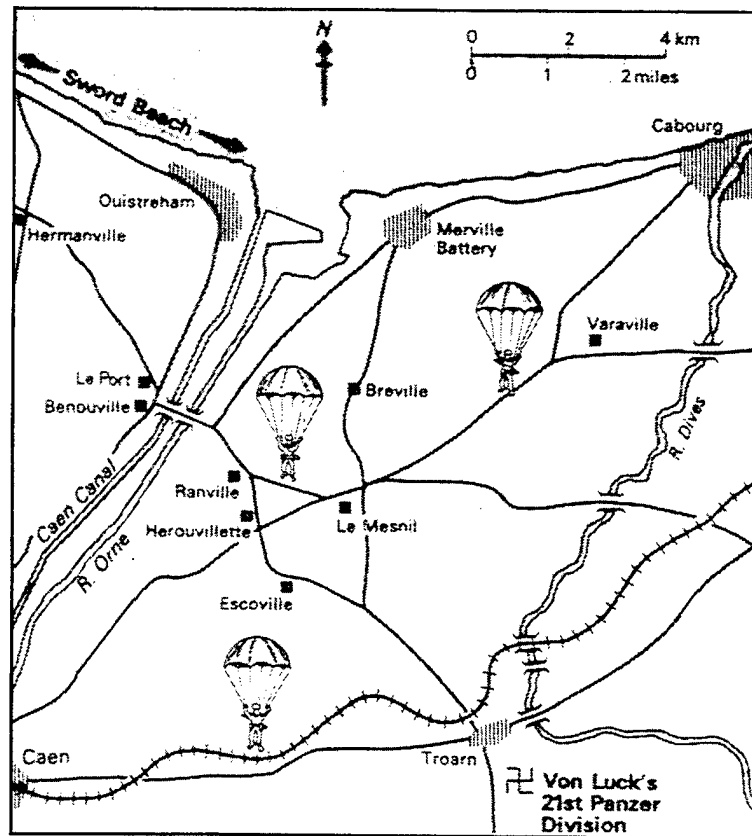 N
0 2 4 km
0 1 2 miles
Sword Beach
Cabourg
Ouistreham
Hermanville
Merville
Battery
Varaville
Le Port
Benouville
Breville
R. Dives
Caen Canal
R. Orne
Ranville
Herouvillette
Le Mesnil
Escoville
Caen
Troarn
Von Luck's
21st Panzer
Division